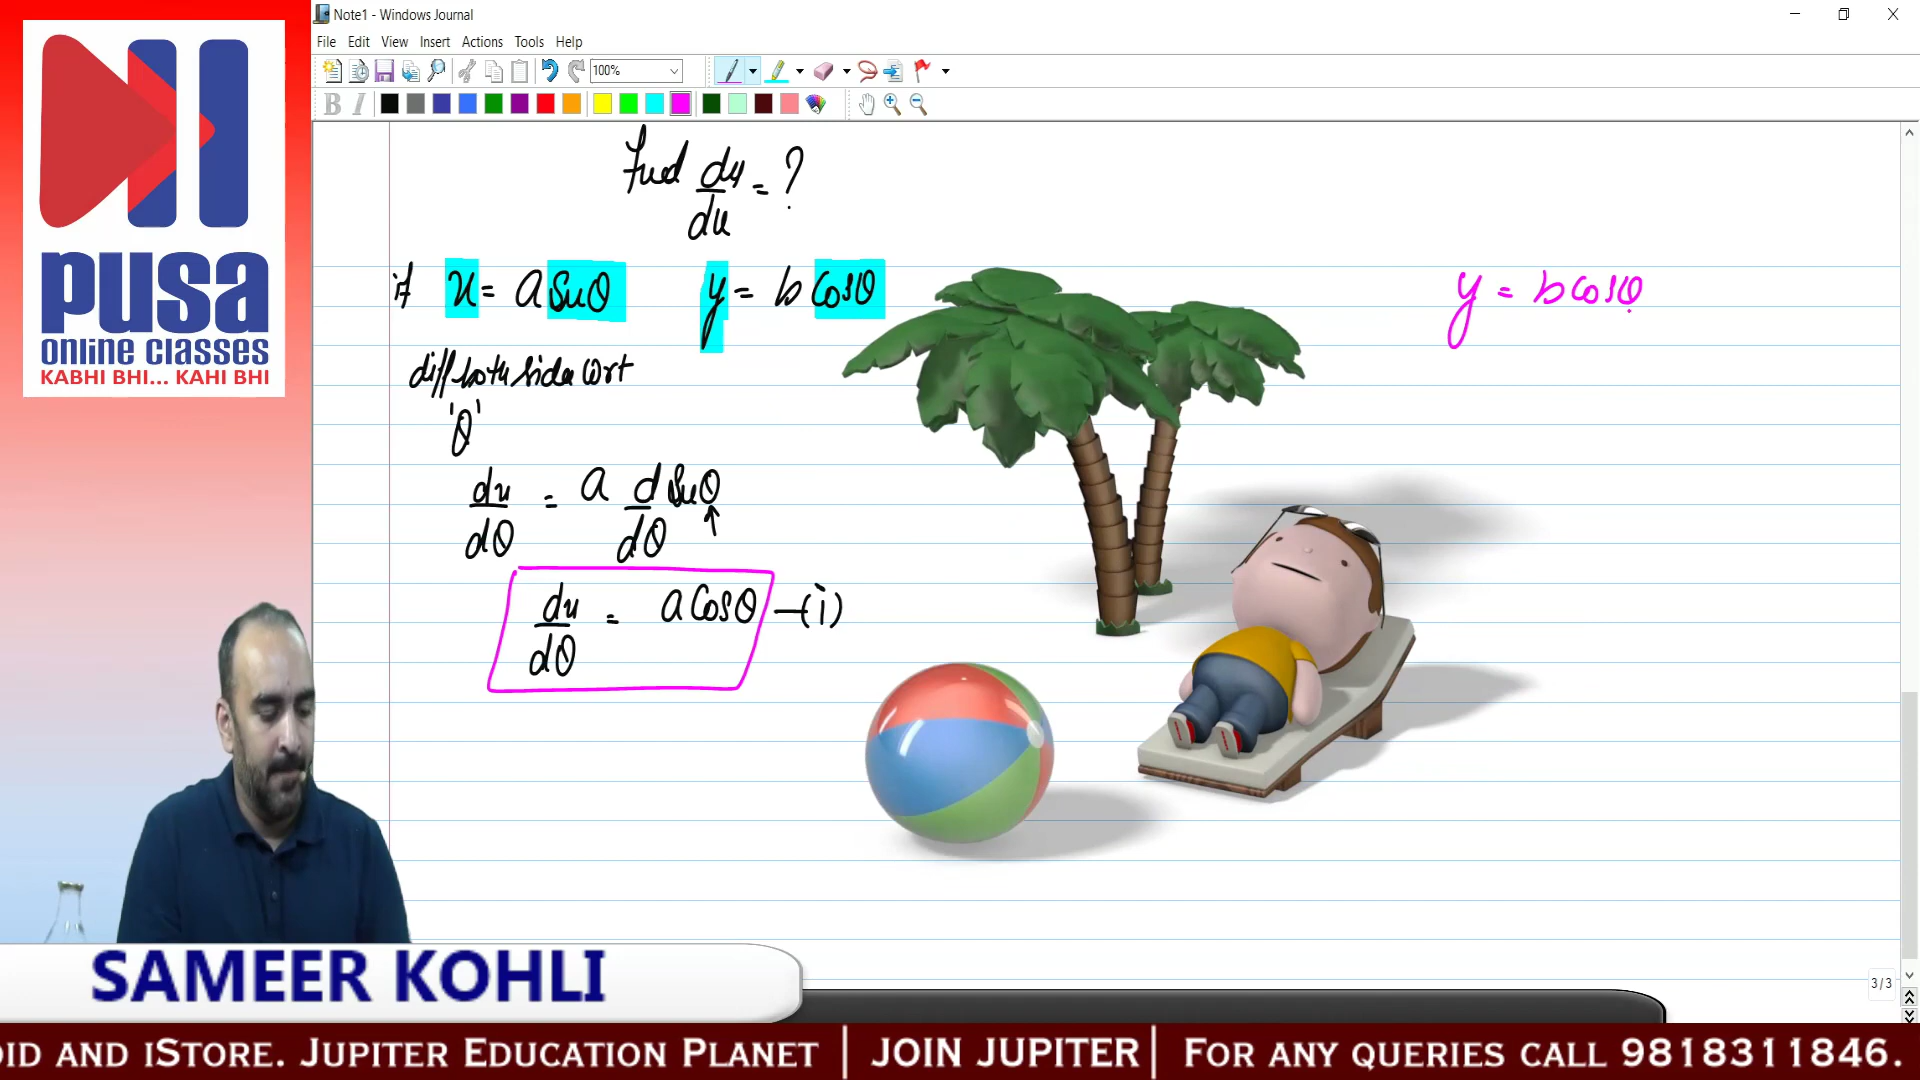 Note1 - Windows Journal
File Edit View Insert Actions Tools Help
100%
B I
PUSA
ONLINE CLASSES
KABHI BHI... KAHI BHI
Find dy/dx = ?
if x = a Sinθ y = b Cosθ
y = b Cosθ
diff both side wrt
'θ'
dx/dθ = a d/dθ Sinθ
dx/dθ = a Cosθ —(i)
3 / 3
SAMEER KOHLI
OID AND iSTORE. JUPITER EDUCATION PLANET | JOIN JUPITER | FOR ANY QUERIES CALL 9818311846.